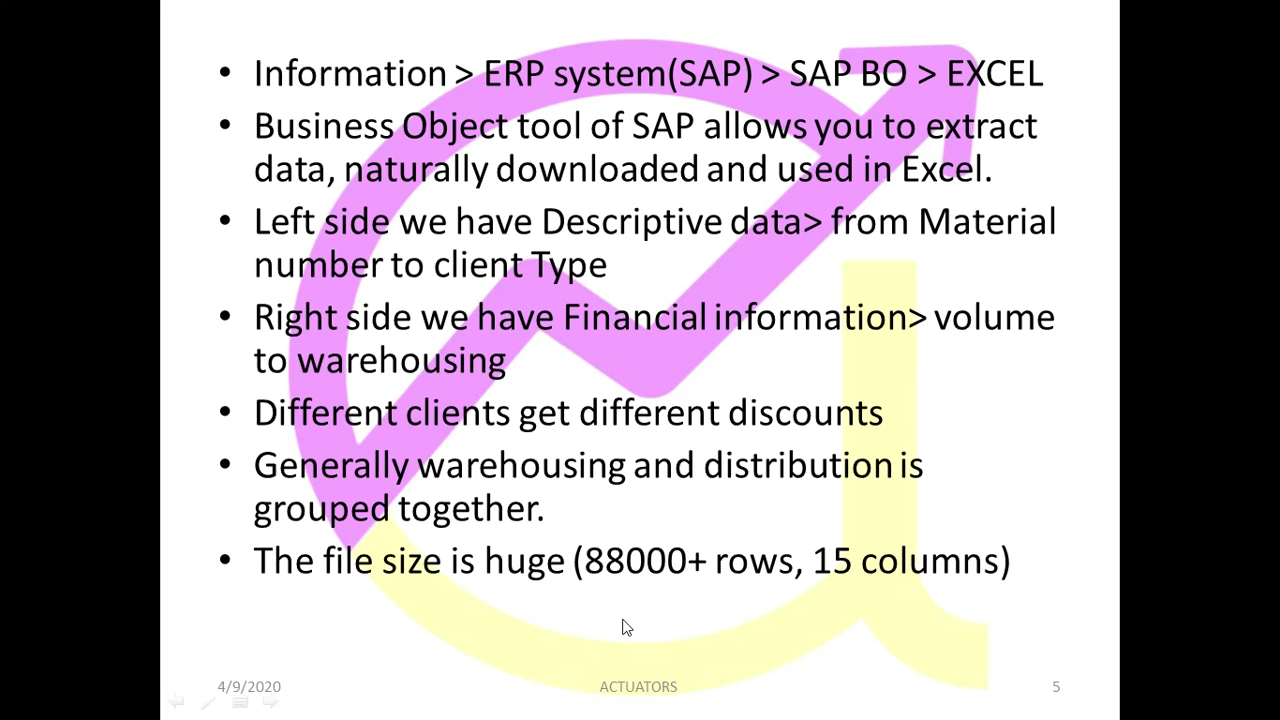 • Information > ERP system(SAP) > SAP BO > EXCEL
• Business Object tool of SAP allows you to extract
data, naturally downloaded and used in Excel.
• Left side we have Descriptive data> from Material
number to client Type
• Right side we have Financial information> volume
to warehousing
• Different clients get different discounts
• Generally warehousing and distribution is
grouped together.
• The file size is huge (88000+ rows, 15 columns)
4/9/2020 ACTUATORS 5